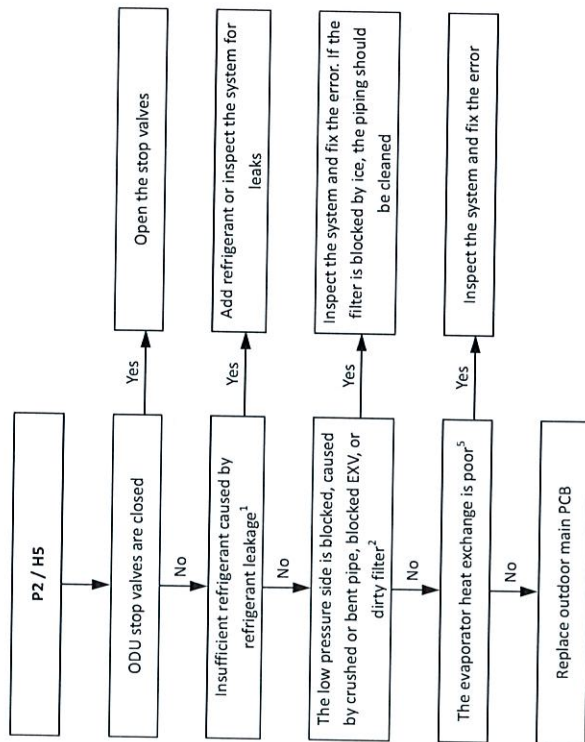 P2 / H5
ODU stop valves are closed
Yes
Open the stop valves
No
Insufficient refrigerant caused by
refrigerant leakage1
Yes
Add refrigerant or inspect the system for
leaks
No
The low pressure side is blocked, caused
by crushed or bent pipe, blocked EXV, or
dirty filter2
Yes
Inspect the system and fix the error. If the
filter is blocked by ice, the piping should
be cleaned
No
The evaporator heat exchange is poor5
Yes
Inspect the system and fix the error
No
Replace outdoor main PCB